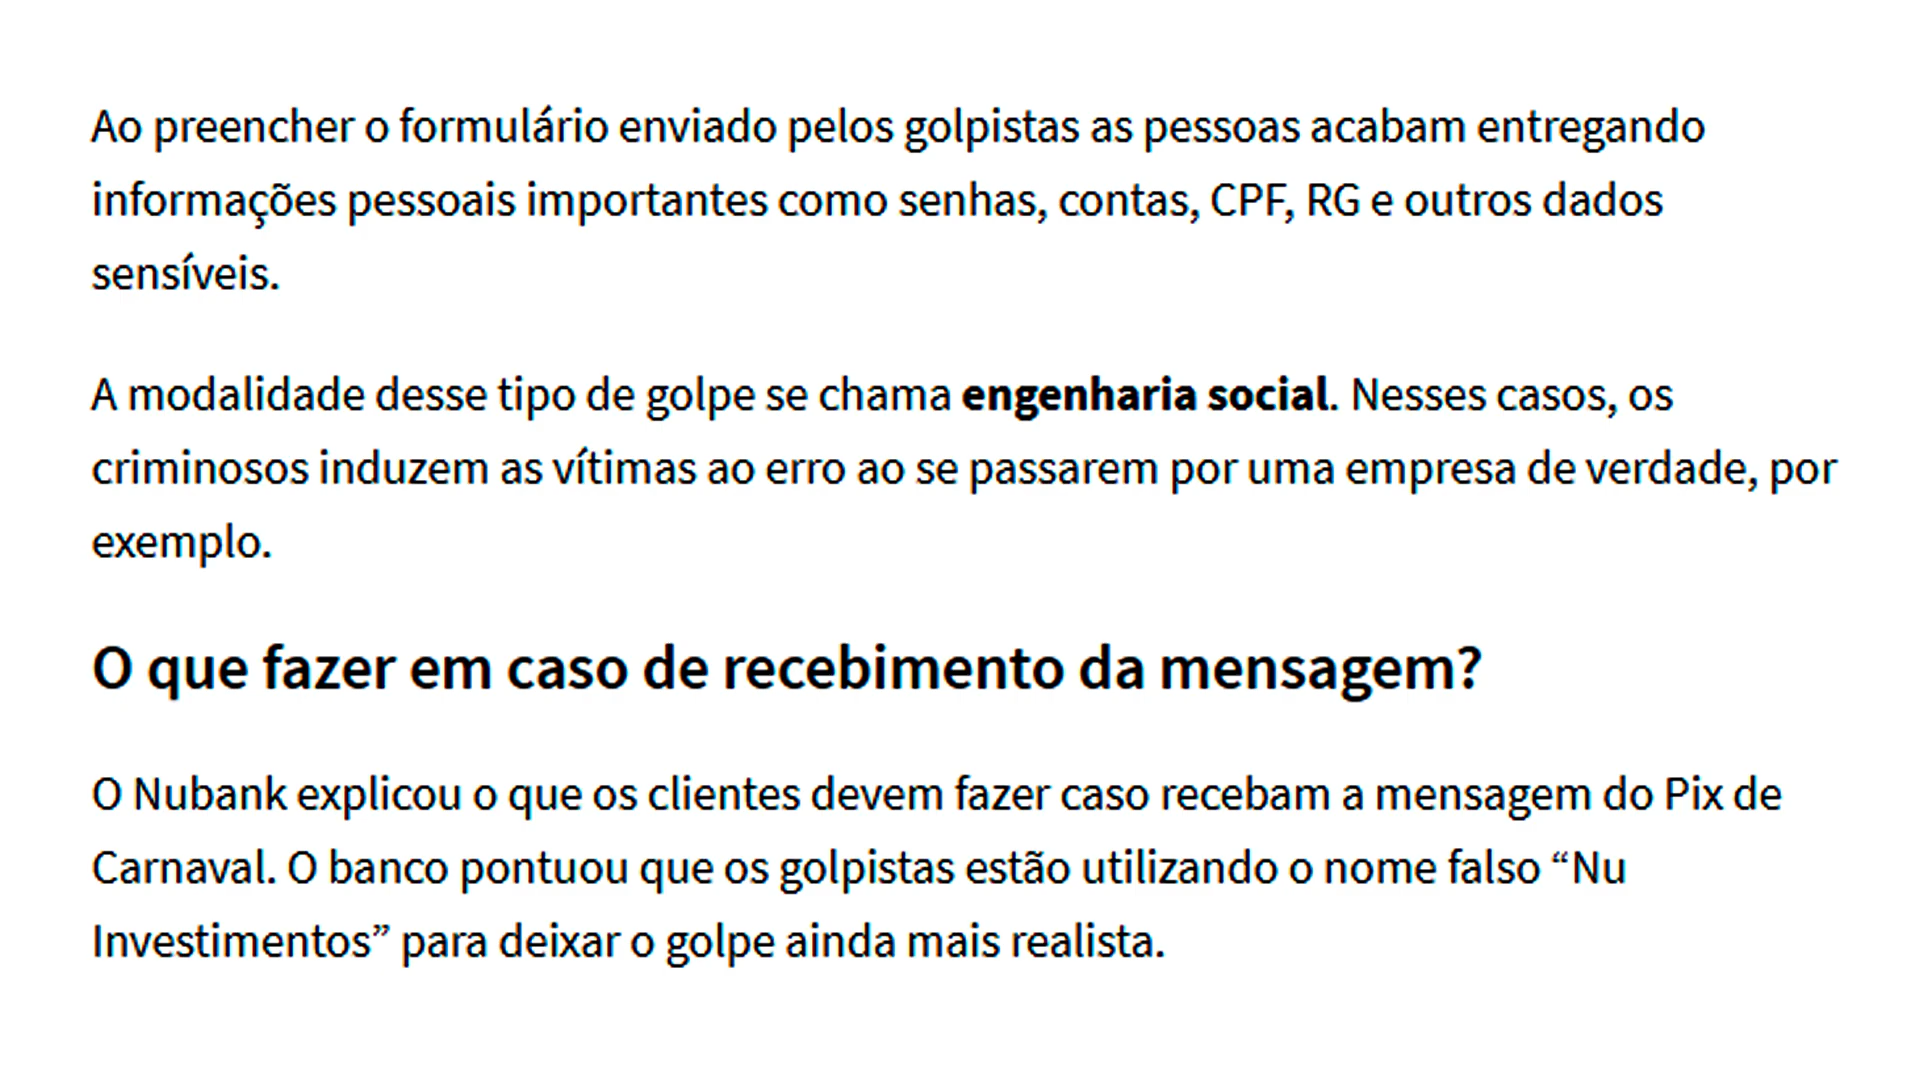 Ao preencher o formulário enviado pelos golpistas as pessoas acabam entregando
informações pessoais importantes como senhas, contas, CPF, RG e outros dados
sensíveis.
A modalidade desse tipo de golpe se chama engenharia social. Nesses casos, os
criminosos induzem as vítimas ao erro ao se passarem por uma empresa de verdade, por
exemplo.
O que fazer em caso de recebimento da mensagem?
O Nubank explicou o que os clientes devem fazer caso recebam a mensagem do Pix de
Carnaval. O banco pontuou que os golpistas estão utilizando o nome falso “Nu
Investimentos” para deixar o golpe ainda mais realista.